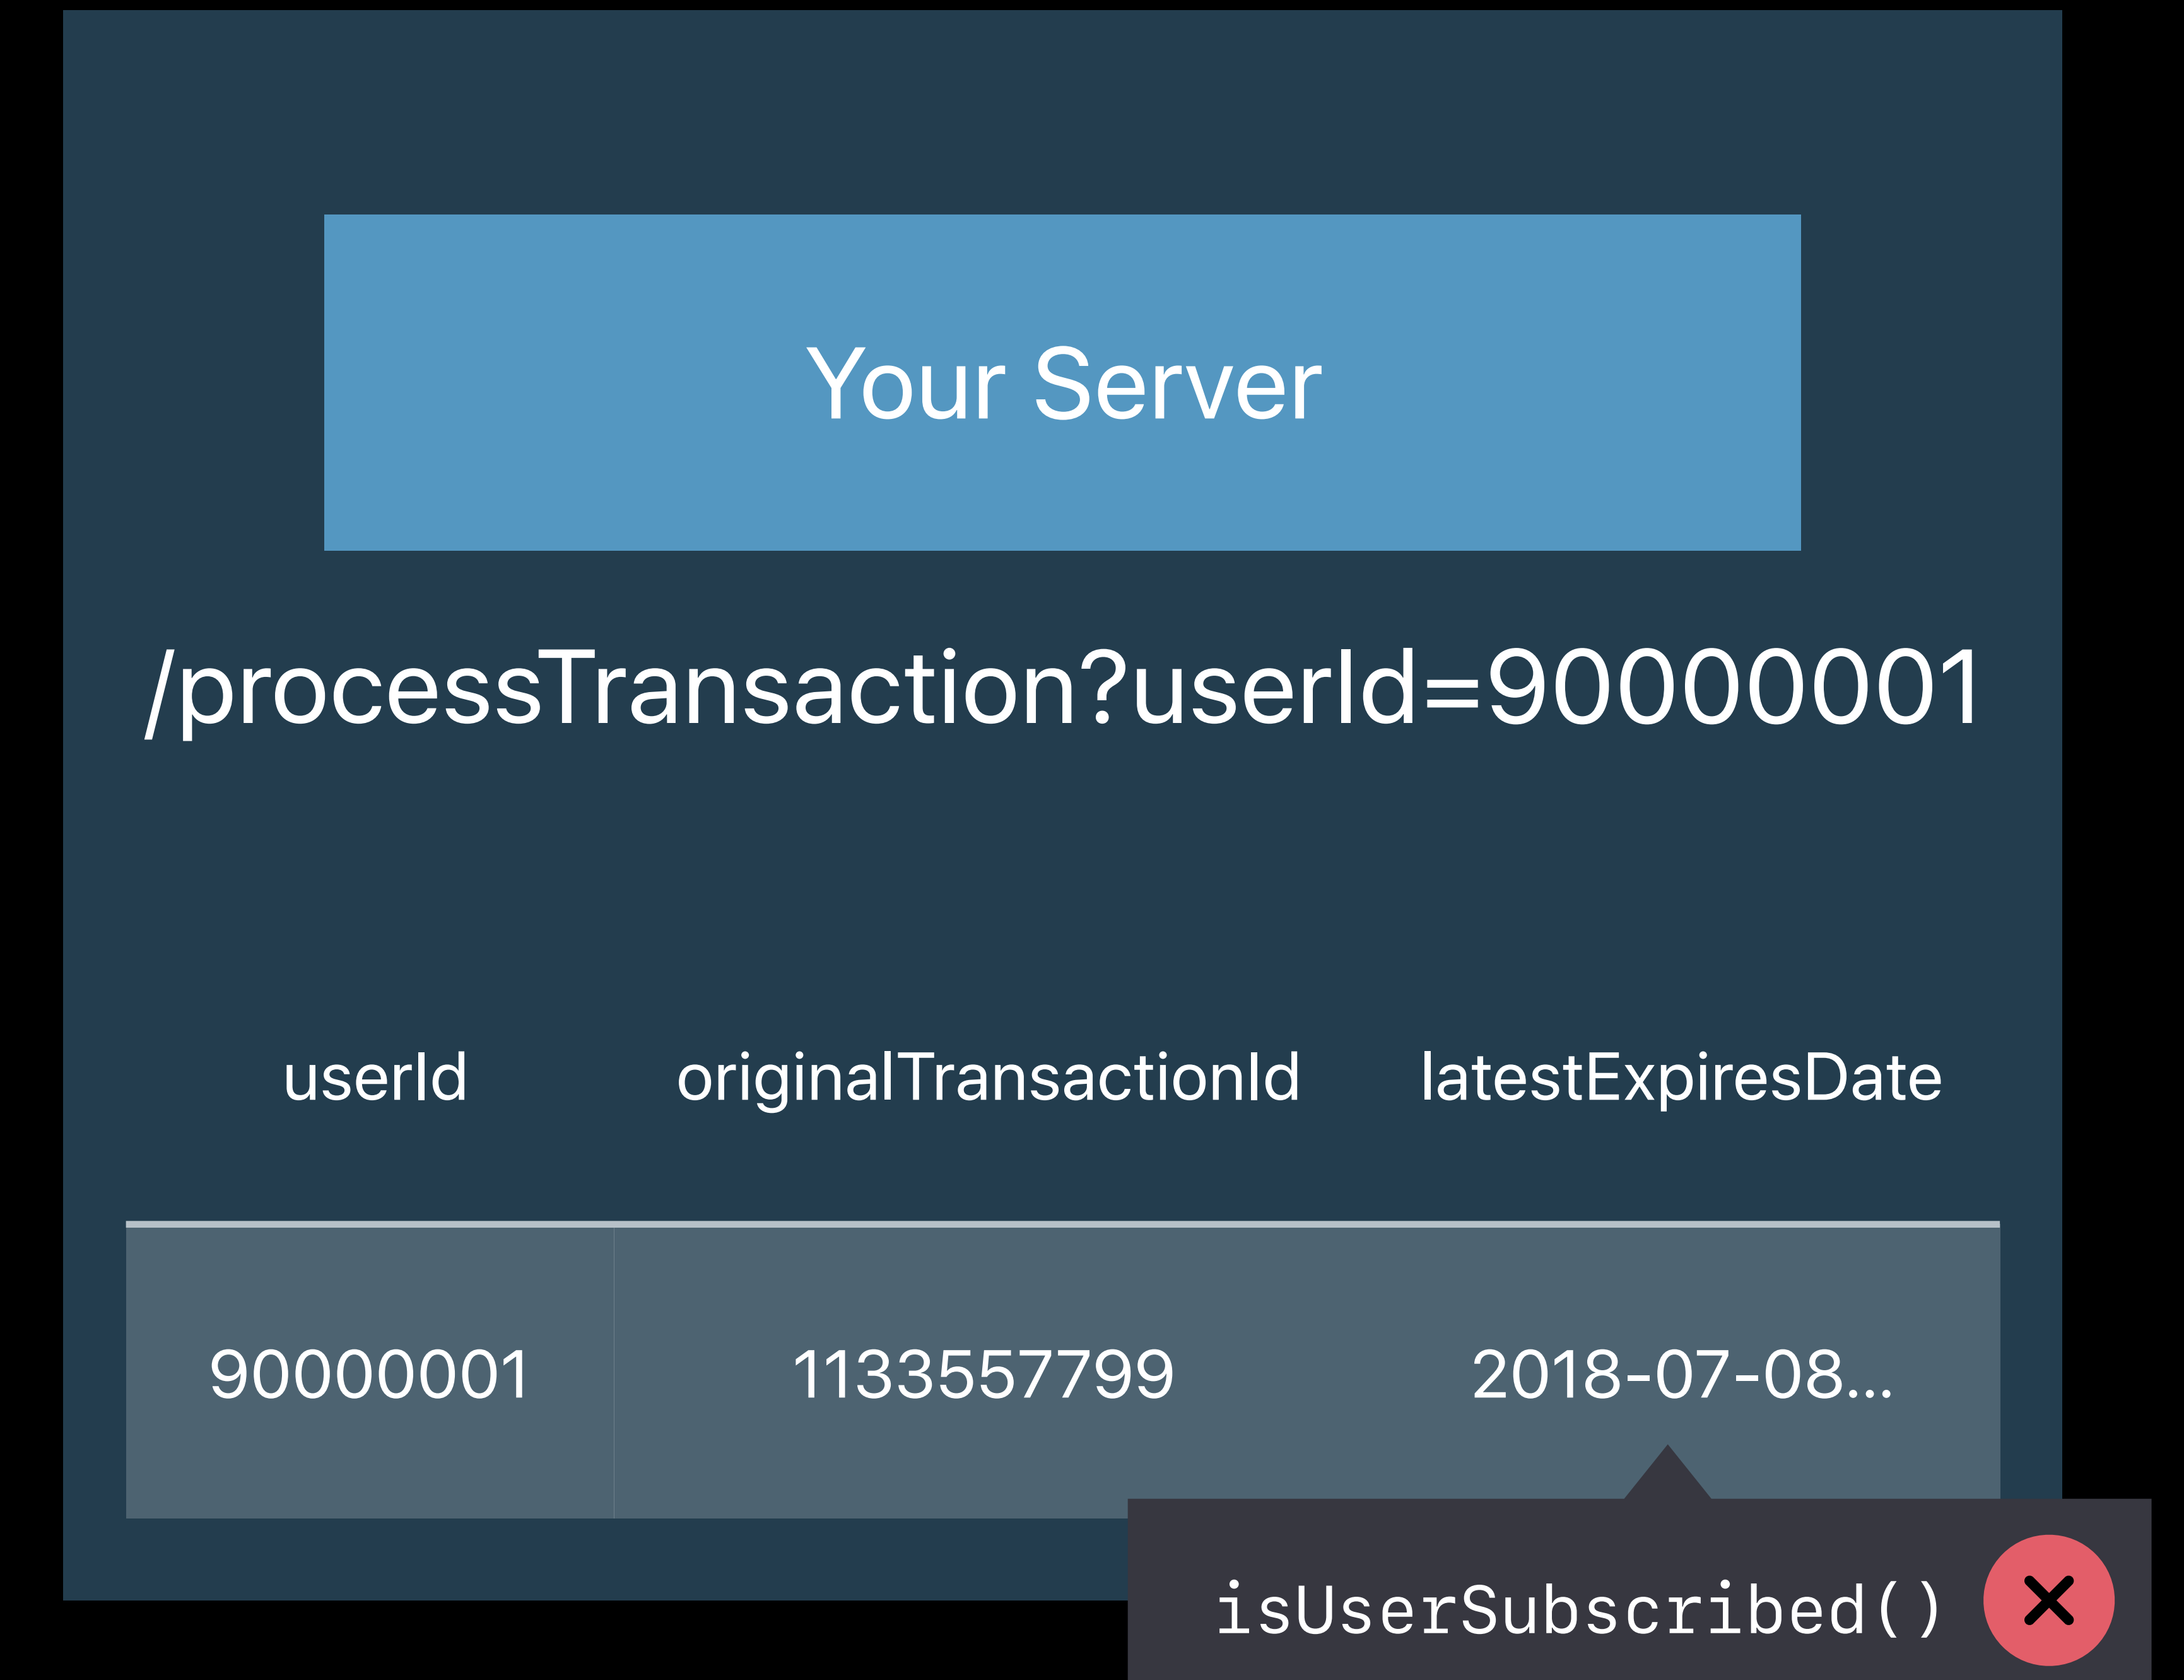 Your Server
/processTransaction?userId=90000001
userId originalTransactionId latestExpiresDate
90000001 1133557799 2018-07-08...
isUserSubscribed()